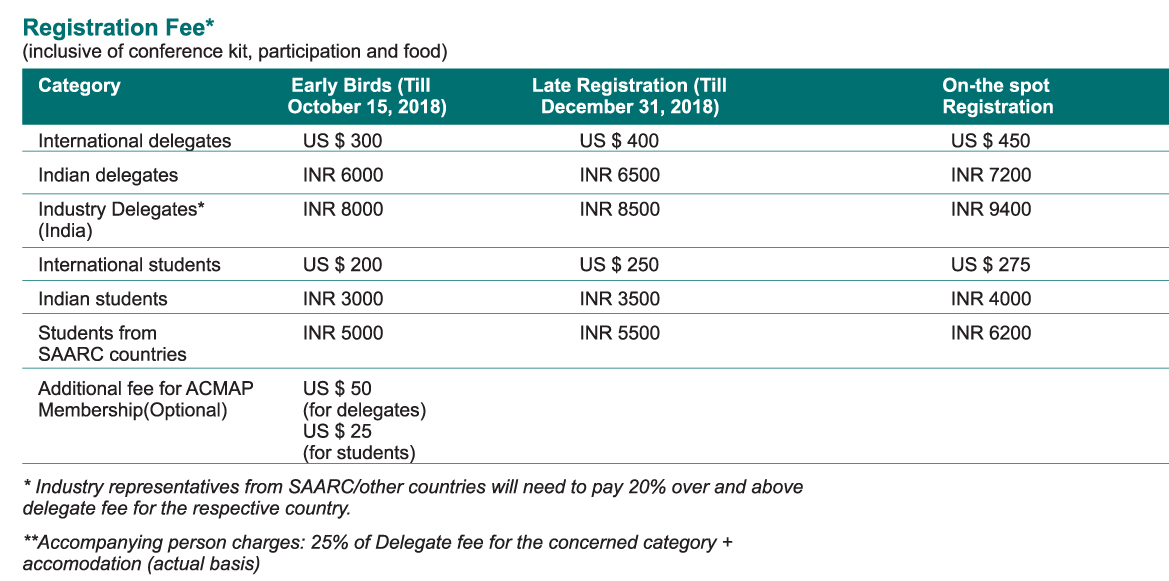 Registration Fee*
(inclusive of conference kit, participation and food)
Category Early Birds (Till October 15, 2018) Late Registration (Till December 31, 2018) On-the spot Registration
International delegates US $ 300 US $ 400 US $ 450
Indian delegates INR 6000 INR 6500 INR 7200
Industry Delegates* (India) INR 8000 INR 8500 INR 9400
International students US $ 200 US $ 250 US $ 275
Indian students INR 3000 INR 3500 INR 4000
Students from SAARC countries INR 5000 INR 5500 INR 6200
Additional fee for ACMAP Membership(Optional) US $ 50 (for delegates) US $ 25 (for students)
* Industry representatives from SAARC/other countries will need to pay 20% over and above
delegate fee for the respective country.
**Accompanying person charges: 25% of Delegate fee for the concerned category +
accomodation (actual basis)